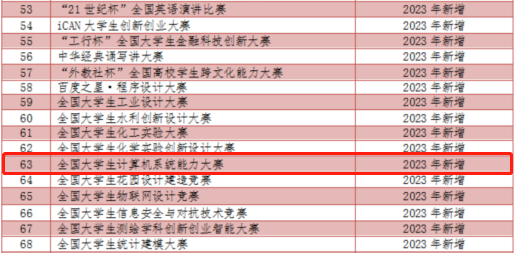 53 “21 世纪杯”全国英语演讲比赛 2023 年新增
54 iCAN 大学生创新创业大赛 2023 年新增
55 “工行杯”全国大学生金融科技创新大赛 2023 年新增
56 中华经典诵写讲大赛 2023 年新增
57 “外教社杯”全国高校学生跨文化能力大赛 2023 年新增
58 百度之星·程序设计大赛 2023 年新增
59 全国大学生工业设计大赛 2023 年新增
60 全国大学生水利创新设计大赛 2023 年新增
61 全国大学生化工实验大赛 2023 年新增
62 全国大学生化学实验创新设计大赛 2023 年新增
63 全国大学生计算机系统能力大赛 2023 年新增
64 全国大学生花园设计建造竞赛 2023 年新增
65 全国大学生物联网设计竞赛 2023 年新增
66 全国大学生信息安全与对抗技术竞赛 2023 年新增
67 全国大学生测绘学科创新创业智能大赛 2023 年新增
68 全国大学生统计建模大赛 2023 年新增